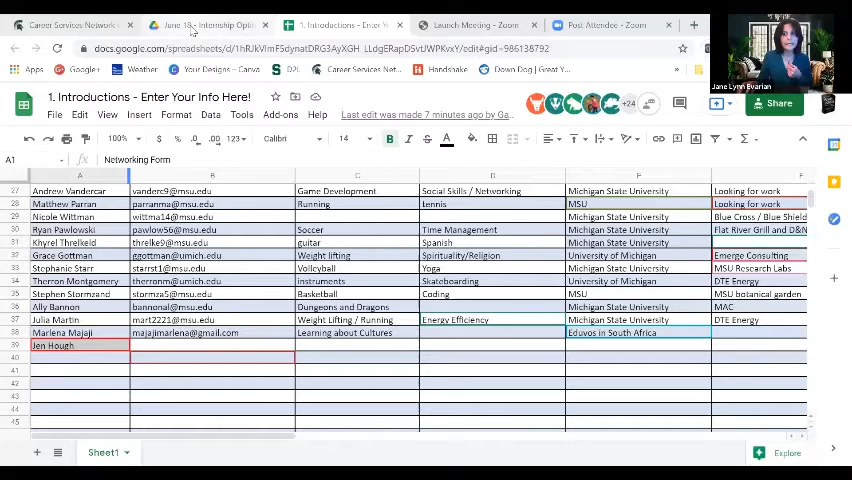 Career Services Network
June 18 - Internship Opti
1. Introductions - Enter Your
Launch Meeting - Zoom
Post Attendee - Zoom
docs.google.com/spreadsheets/d/
edit#gid=986138792
Apps
Google+
Weather
Your Designs – Canva
D2L
Career Services Net...
Handshake
Down Dog | Great Y...
»
Jane Lynn Evarian
1. Introductions - Enter Your Info Here!
+24
Share
File Edit View Insert Format Data Tools Add-ons Help
Last edit was made 7 minutes ago by Ga...
100% $ % .0 .00 123 Calibri 14 B I S A
A1 Networking Form
A B C D E F
27 Andrew Vandercar vanderc9@msu.edu Game Development Social Skills / Networking Michigan State University Looking for work
28 Matthew Parran parranma@msu.edu Running tennis MSU Looking for work
29 Nicole Wittman wittma14@msu.edu Michigan State University Blue Cross / Blue Shield
30 Ryan Pawlowski pawlow56@msu.edu Soccer Time Management Michigan State University Flat River Grill and D&N
31 Khyrel Threlkeld threlke9@msu.edu guitar Spanish Michigan State University
32 Grace Gottman ggottman@umich.edu Weight lifting Spirituality/Religion University of Michigan Emerge Consulting
33 Stephanie Starr starrst1@msu.edu Volleyball Yoga Michigan State University MSU Research Labs
34 Therron Montgomery therronm@umich.edu instruments Skateboarding University of Michigan DTE Energy
35 Stephen Stormzand stormza5@msu.edu Basketball Coding MSU MSU botanical garden
36 Ally Bannon bannonal@msu.edu Dungeons and Dragons Michigan State University MAC
37 Julia Martin mart2221@msu.edu Weight Lifting / Running Energy Efficiency Michigan State University DTE Energy
38 Marlena Majaji majajimarlena@gmail.com Learning about Cultures Eduvos in South Africa
39 Jen Hough
40
41
42
43
44
45
Sheet1
Explore